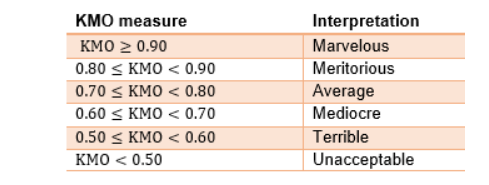 KMO measure Interpretation
KMO ≥ 0.90 Marvelous
0.80 ≤ KMO < 0.90 Meritorious
0.70 ≤ KMO < 0.80 Average
0.60 ≤ KMO < 0.70 Mediocre
0.50 ≤ KMO < 0.60 Terrible
KMO < 0.50 Unacceptable